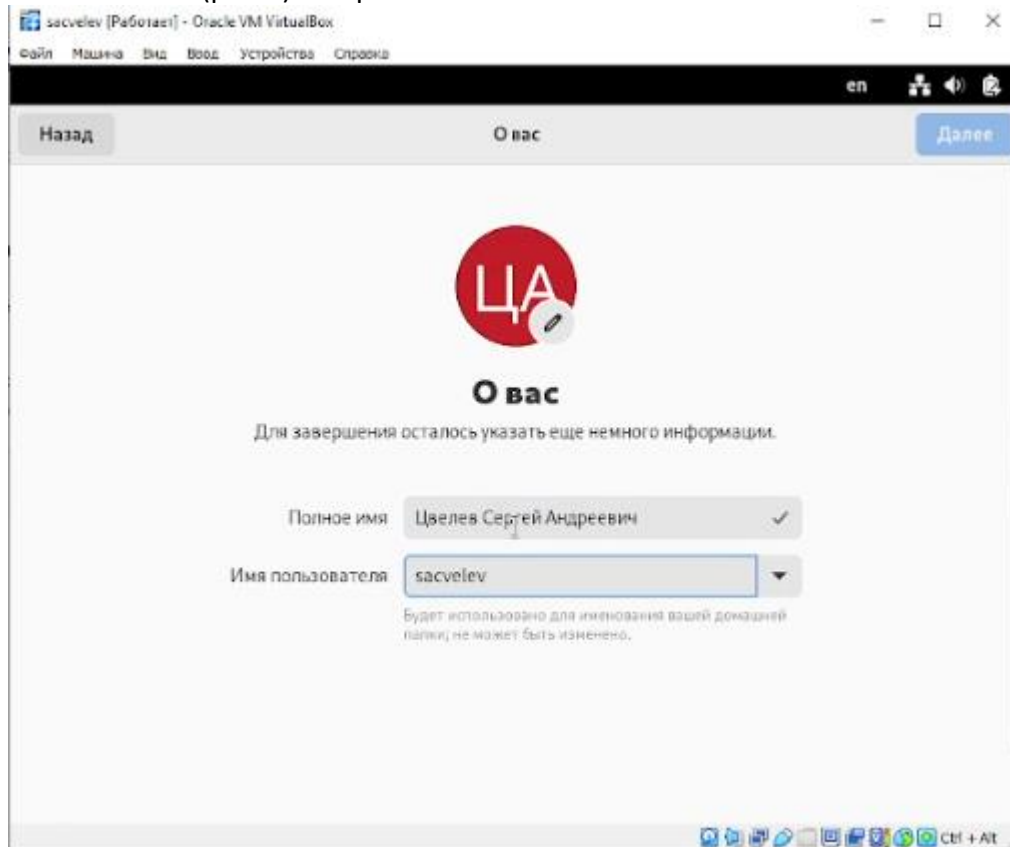 sacvelev [Работает] - Oracle VM VirtualBox
Файл Машина Вид Ввод Устройства Справка
en
Назад О вас Далее
ЦА
О вас
Для завершения осталось указать еще немного информации.
Полное имя Цвелев Сергей Андреевич
Имя пользователя sacvelev
Будет использовано для именования вашей домашней
папки; не может быть изменено.
Ctrl + Alt